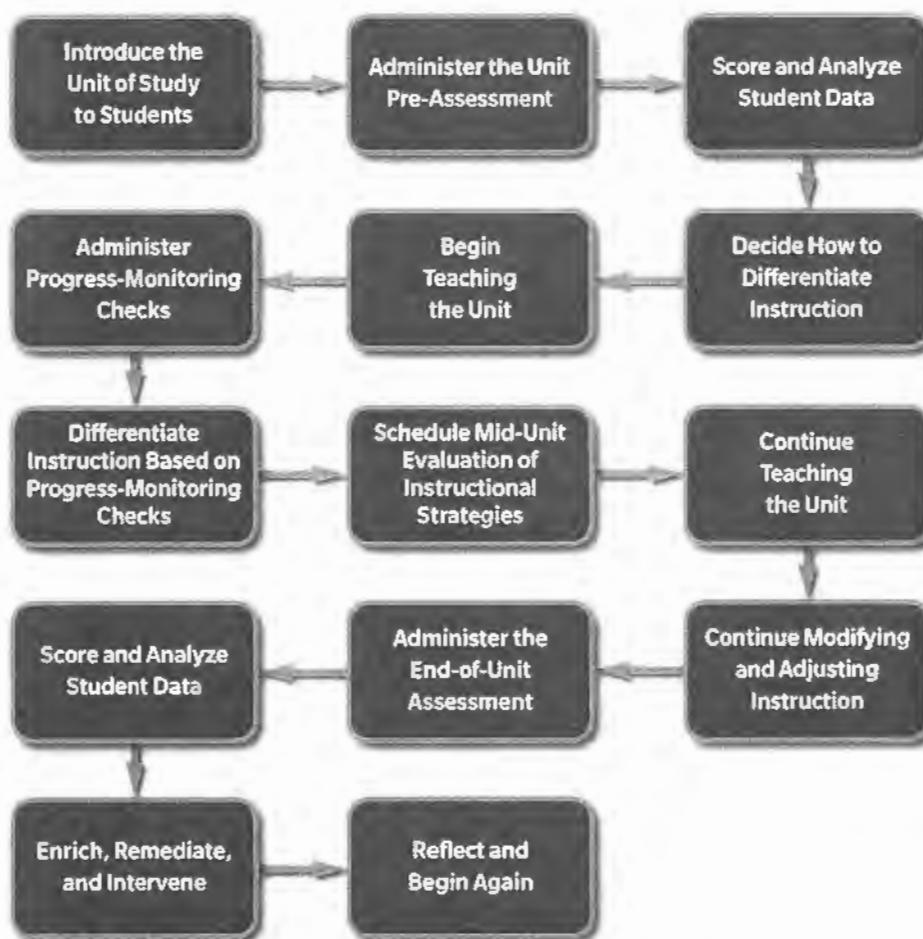 Introduce the
Unit of Study
to Students
Administer the Unit
Pre-Assessment
Score and Analyze
Student Data
Decide How to
Differentiate
Instruction
Begin
Teaching
the Unit
Administer
Progress-Monitoring
Checks
Differentiate
Instruction Based on
Progress-Monitoring
Checks
Schedule Mid-Unit
Evaluation of
Instructional
Strategies
Continue
Teaching
the Unit
Continue Modifying
and Adjusting
Instruction
Administer the
End-of-Unit
Assessment
Score and Analyze
Student Data
Enrich, Remediate,
and Intervene
Reflect and
Begin Again